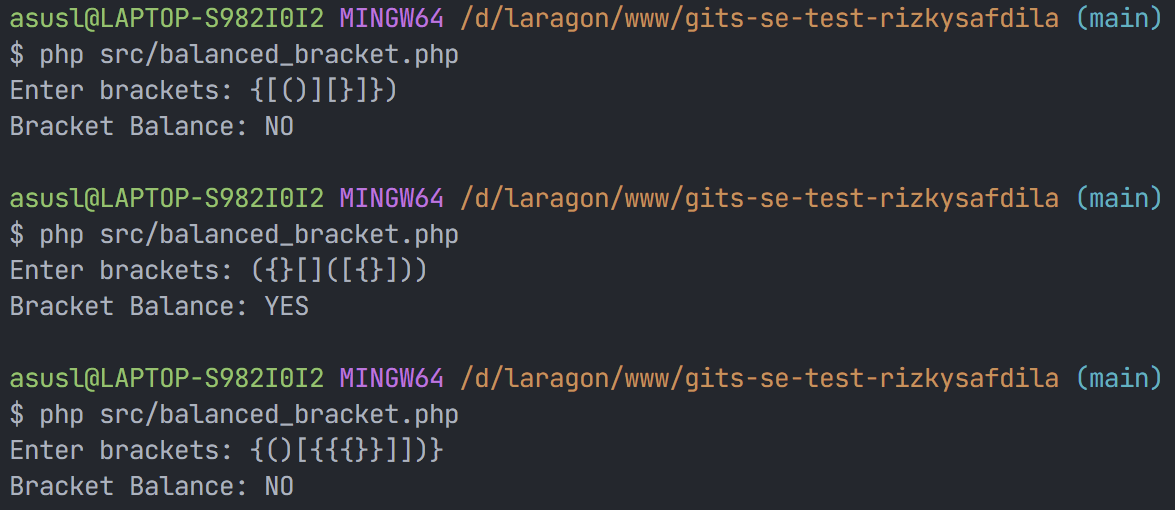 asusl@LAPTOP-S982I0I2 MINGW64 /d/laragon/www/gits-se-test-rizkysafdila (main)
$ php src/balanced_bracket.php
Enter brackets: {[()][}]})
Bracket Balance: NO
asusl@LAPTOP-S982I0I2 MINGW64 /d/laragon/www/gits-se-test-rizkysafdila (main)
$ php src/balanced_bracket.php
Enter brackets: ({}[]([{}]))
Bracket Balance: YES
asusl@LAPTOP-S982I0I2 MINGW64 /d/laragon/www/gits-se-test-rizkysafdila (main)
$ php src/balanced_bracket.php
Enter brackets: {()[{{{}}]])}
Bracket Balance: NO